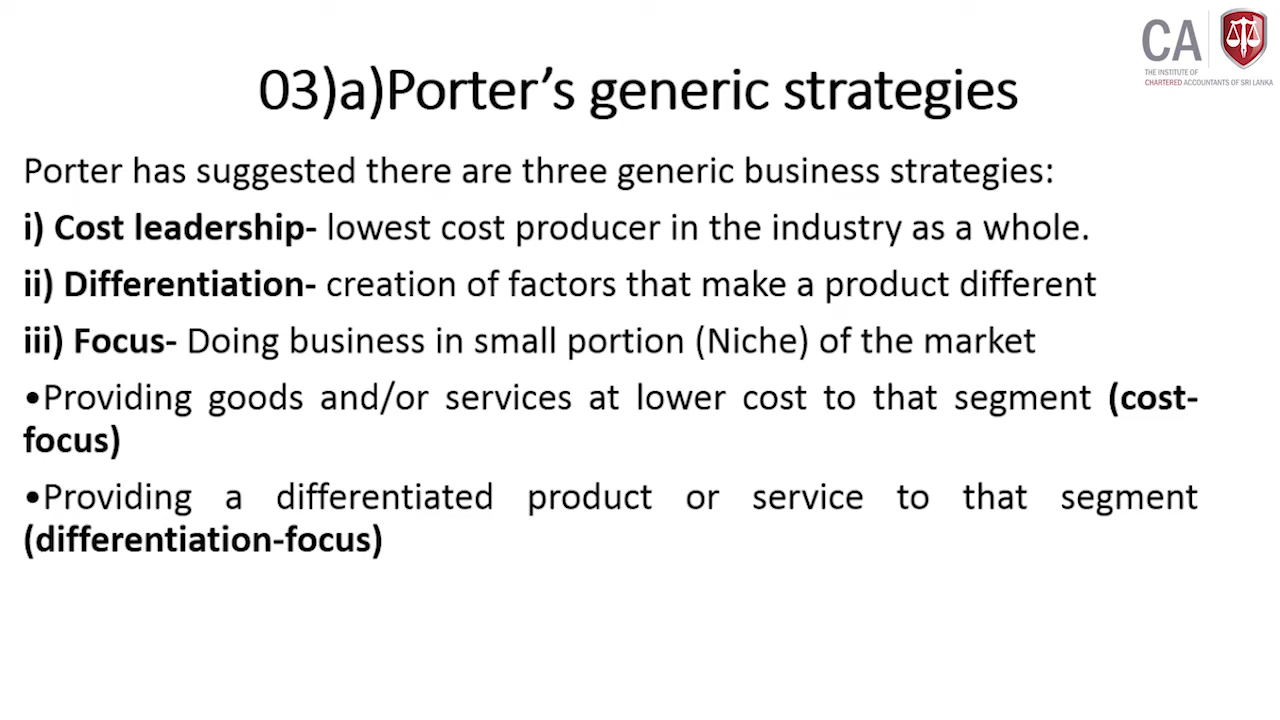 CA
THE INSTITUTE OF
CHARTERED ACCOUNTANTS OF SRI LANKA
03)a)Porter’s generic strategies
Porter has suggested there are three generic business strategies:
i) Cost leadership- lowest cost producer in the industry as a whole.
ii) Differentiation- creation of factors that make a product different
iii) Focus- Doing business in small portion (Niche) of the market
•Providing goods and/or services at lower cost to that segment (cost-
focus)
•Providing a differentiated product or service to that segment
(differentiation-focus)